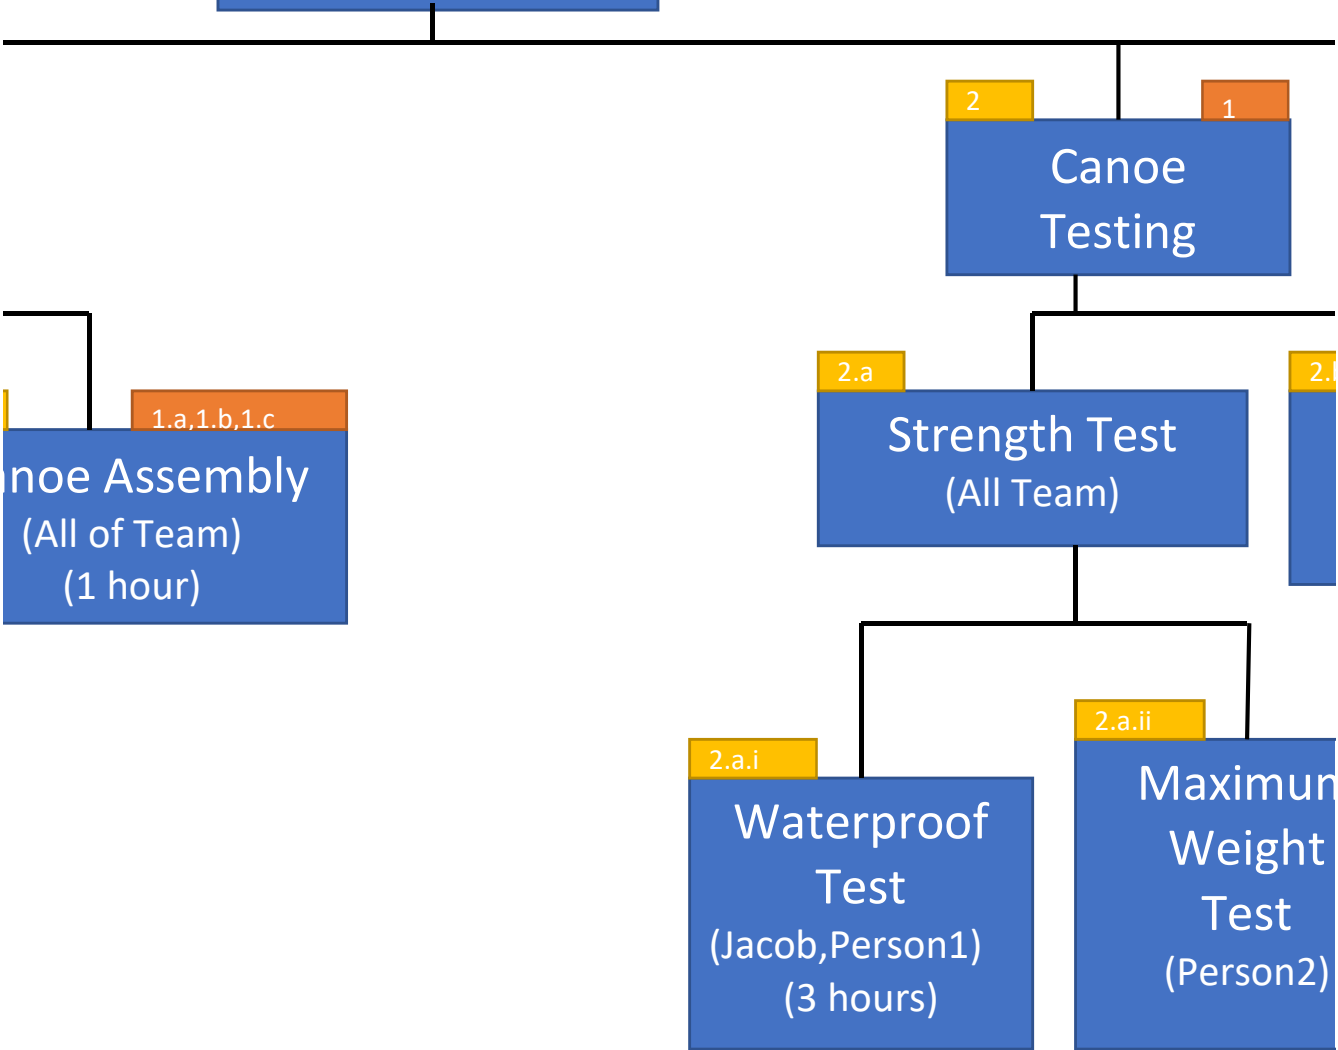 2
1
Canoe
Testing
2.a
Strength Test
(All Team)
1.a,1.b,1.c
Assembly
(All of Team)
(1 hour)
2.a.i
Waterproof
Test
(Jacob,Person1)
(3 hours)
2.a.ii
Weight
Test
(Person2)